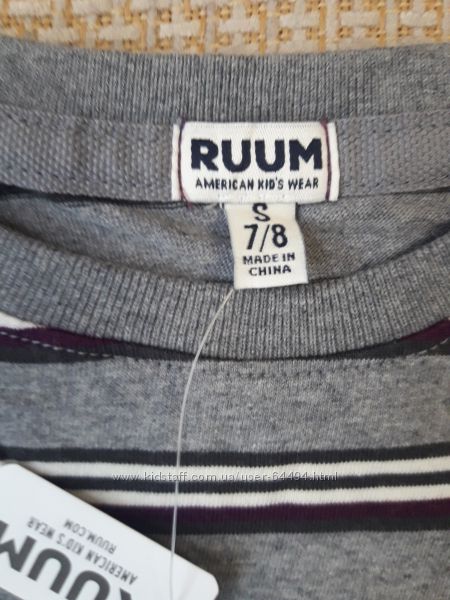 RUUM
AMERICAN KID'S WEAR
S
7/8
MADE IN
CHINA
www.kidstaff.com.ua/user-64494.html
RUUM
AMERICAN KID'S WEAR
RUUM.COM